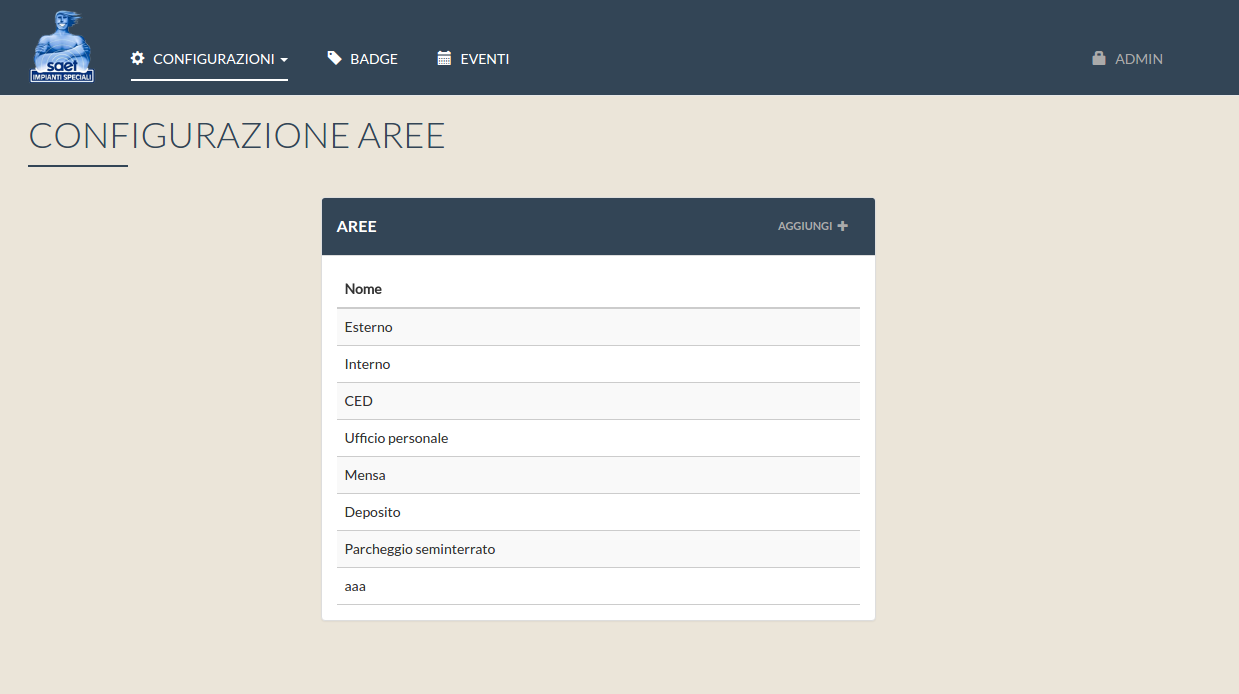 saet
IMPIANTI SPECIALI
CONFIGURAZIONI
BADGE
EVENTI
ADMIN
CONFIGURAZIONE AREE
AREE
AGGIUNGI
Nome
Esterno
Interno
CED
Ufficio personale
Mensa
Deposito
Parcheggio seminterrato
aaa